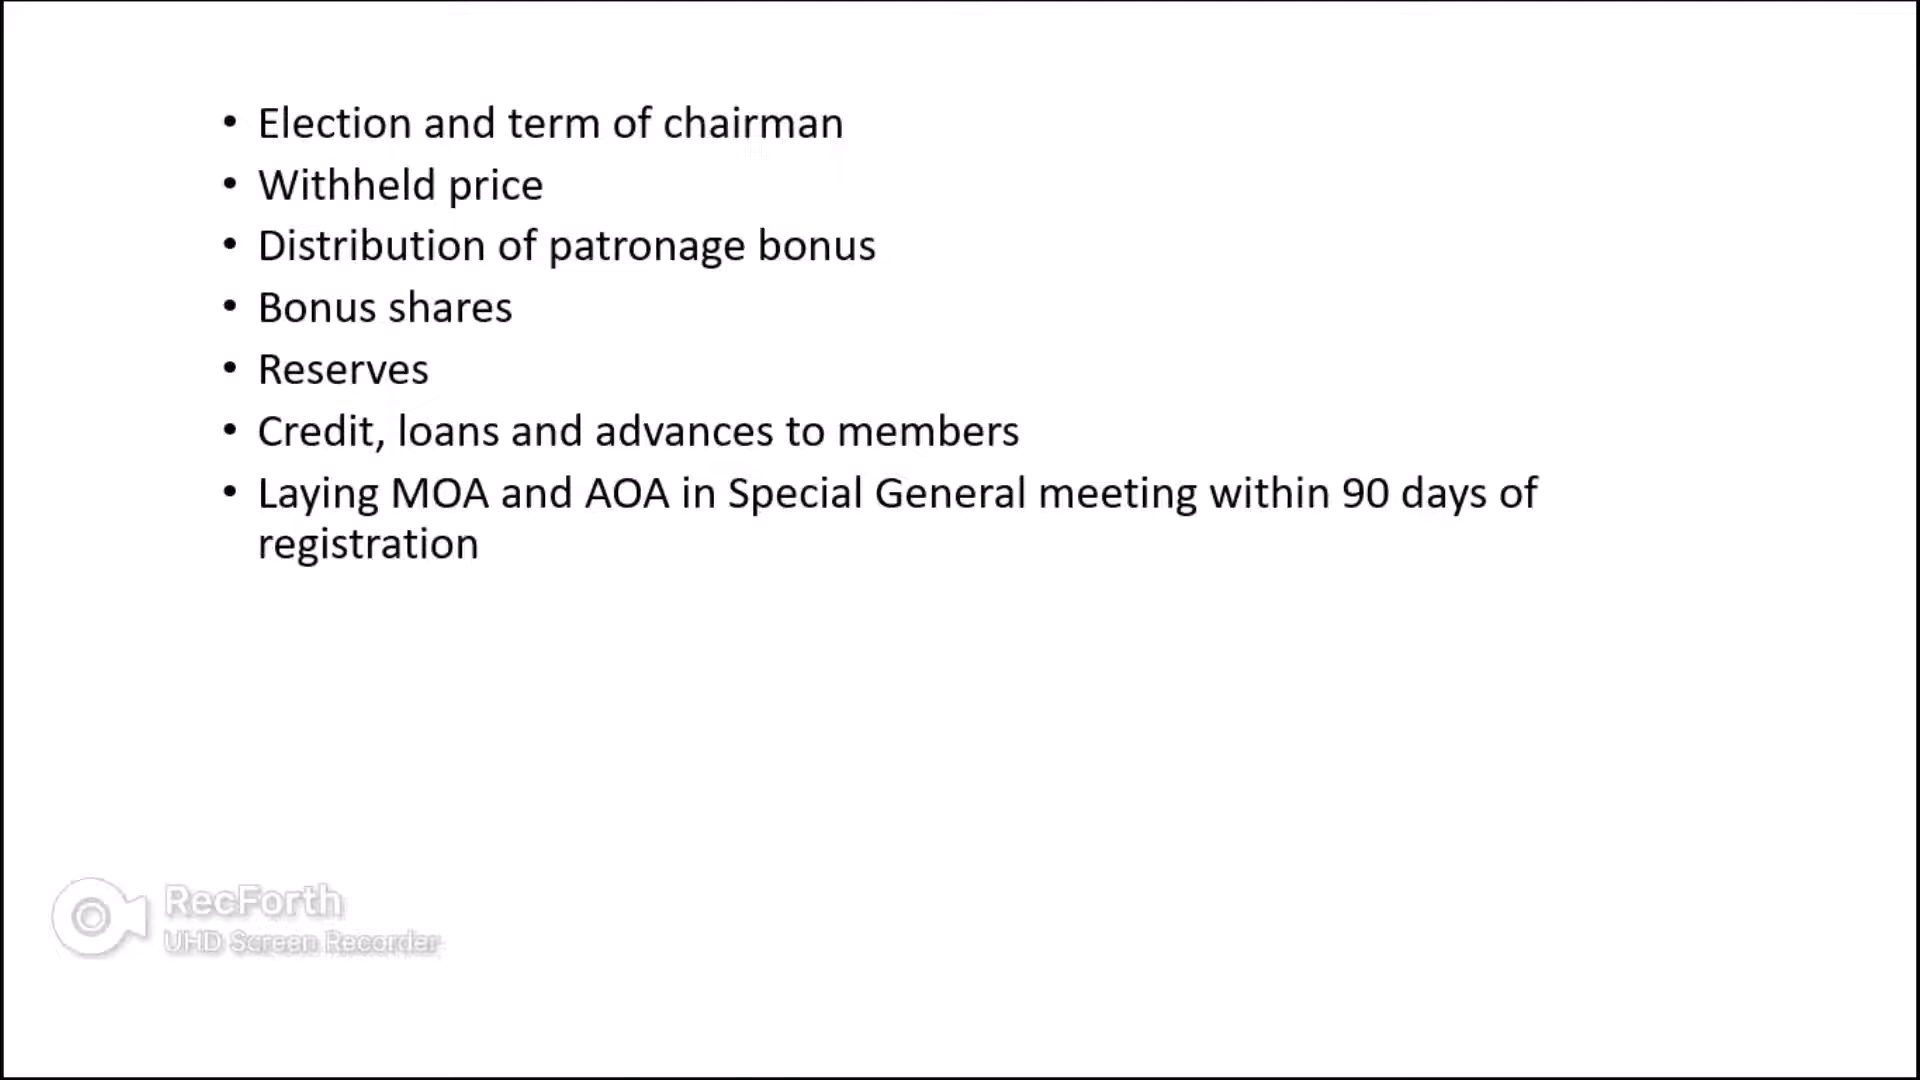 • Election and term of chairman
• Withheld price
• Distribution of patronage bonus
• Bonus shares
• Reserves
• Credit, loans and advances to members
• Laying MOA and AOA in Special General meeting within 90 days of
registration
RecForth
UHD Screen Recorder